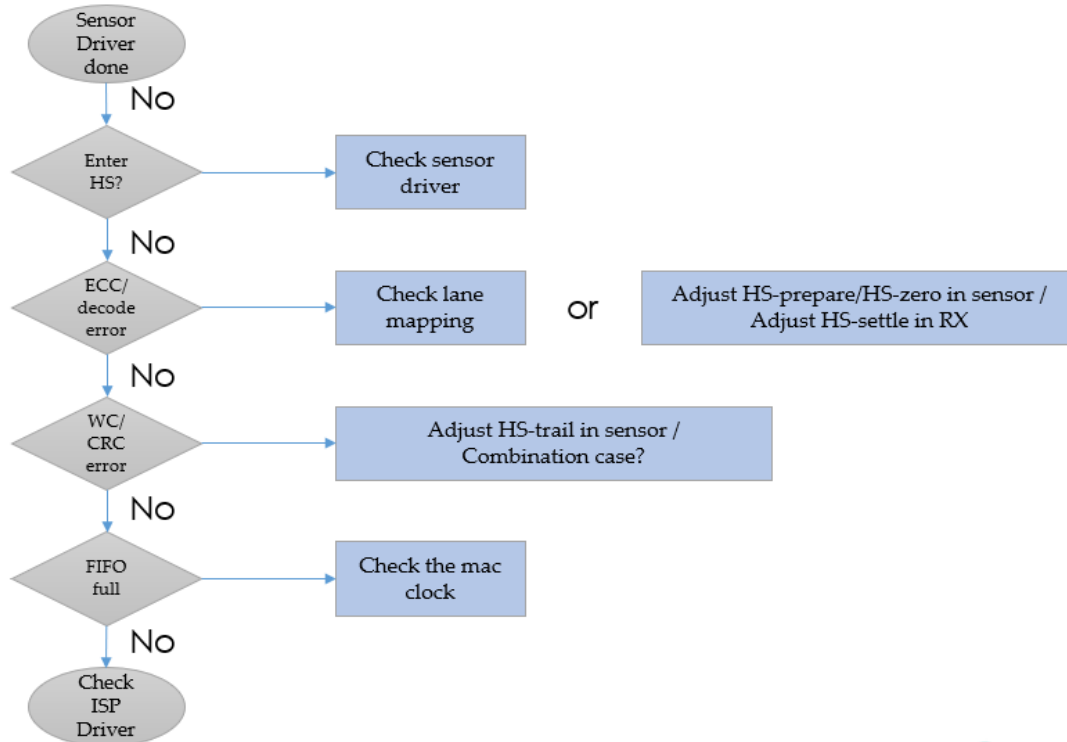 Sensor
Driver
done
No
Enter
HS?
Check sensor
driver
No
ECC/
decode
error
Check lane
mapping
or
Adjust HS-prepare/HS-zero in sensor /
Adjust HS-settle in RX
No
WC/
CRC
error
Adjust HS-trail in sensor /
Combination case?
No
FIFO
full
Check the mac
clock
No
Check
ISP
Driver